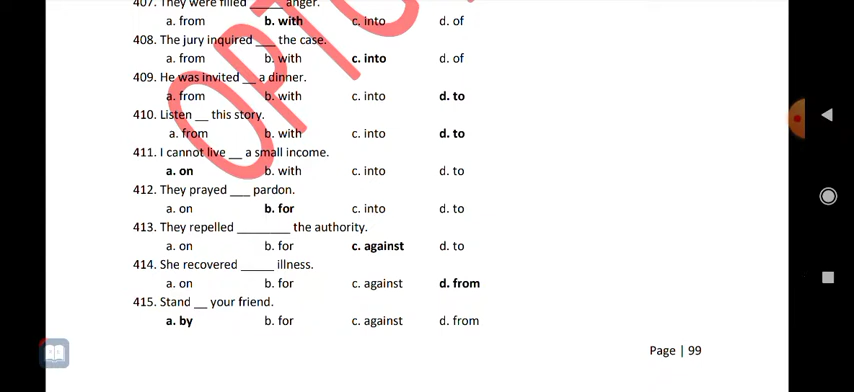 407. They were filled _____ anger.
a. from b. with c. into d. of
408. The jury inquired ___ the case.
a. from b. with c. into d. of
409. He was invited __ a dinner.
a. from b. with c. into d. to
410. Listen __ this story.
a. from b. with c. into d. to
411. I cannot live __ a small income.
a. on b. with c. into d. to
412. They prayed ___ pardon.
a. on b. for c. into d. to
413. They repelled ________ the authority.
a. on b. for c. against d. to
414. She recovered _____ illness.
a. on b. for c. against d. from
415. Stand __ your friend.
a. by b. for c. against d. from
Page | 99
OPTI